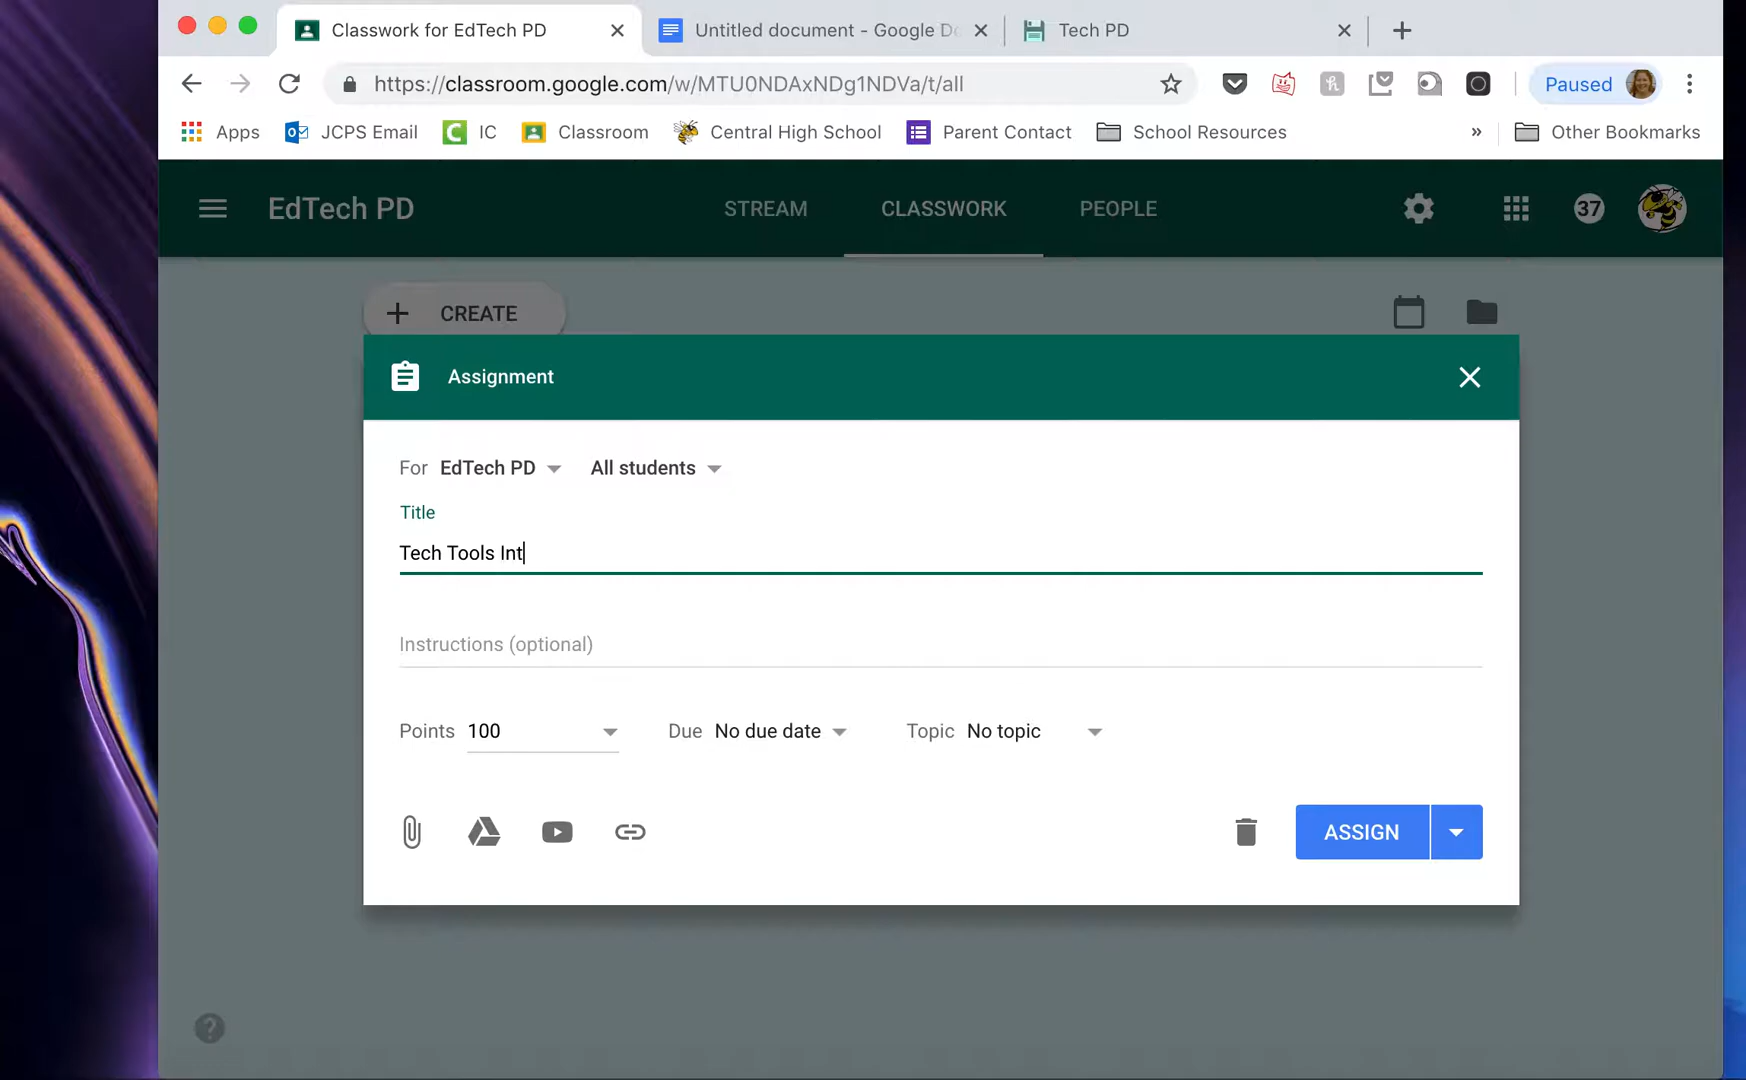 Classwork for EdTech PD
Untitled document - Google Do
Tech PD
https://classroom.google.com/w/MTU0NDAxNDg1NDVa/t/all
Paused
Apps
JCPS Email
IC
Classroom
Central High School
Parent Contact
School Resources
»
Other Bookmarks
EdTech PD
STREAM
CLASSWORK
PEOPLE
37
+ CREATE
Assignment
For EdTech PD All students
Title
Tech Tools Int
Instructions (optional)
Points 100 Due No due date Topic No topic
ASSIGN
?